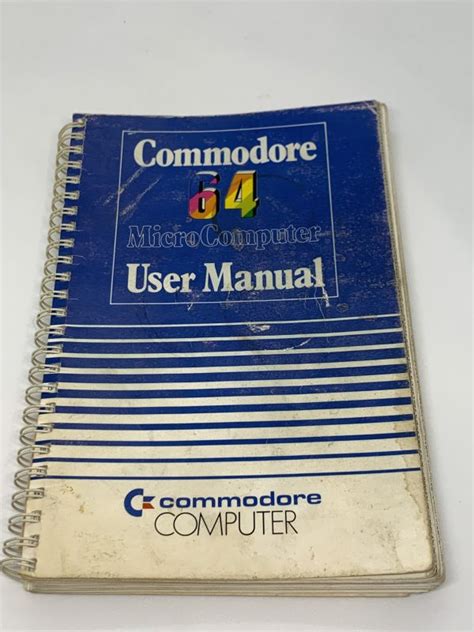 Commodore
64
MicroComputer
User Manual
commodore
COMPUTER